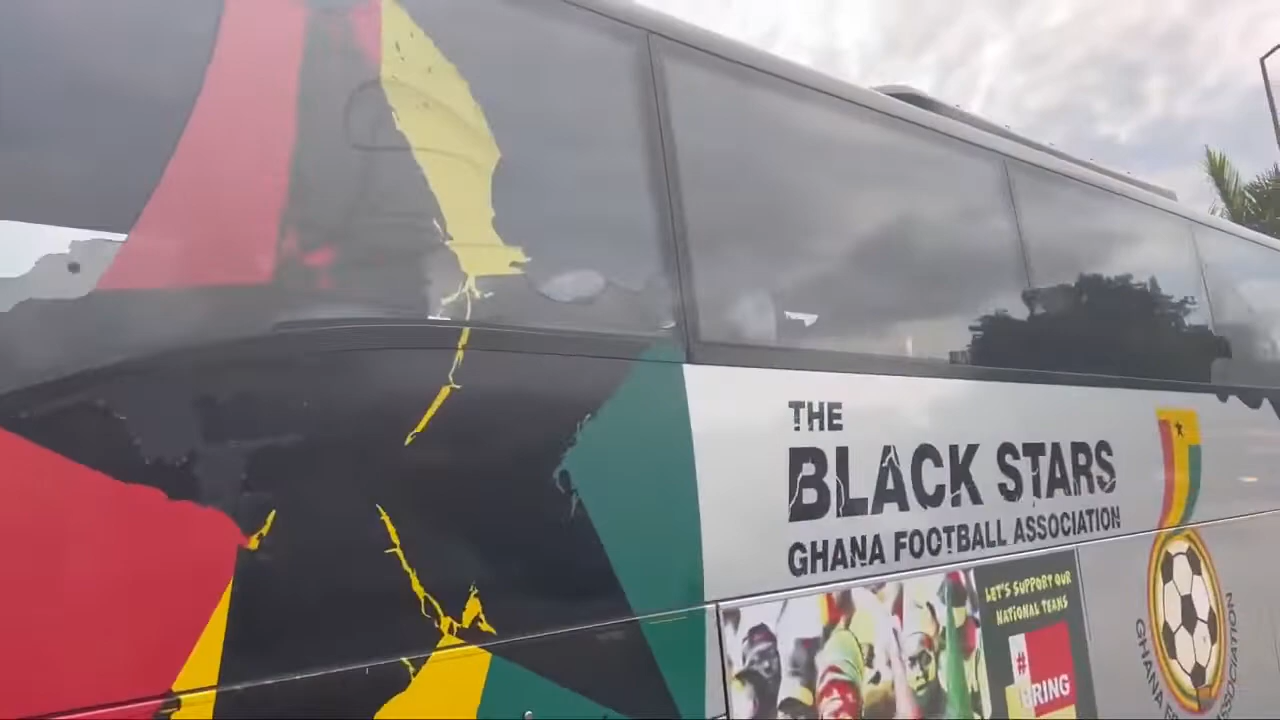 THE
BLACK STARS
GHANA FOOTBALL ASSOCIATION
LET'S SUPPORT OUR
NATIONAL TEAMS
#
BRING
GHANA
ASSOCIATION